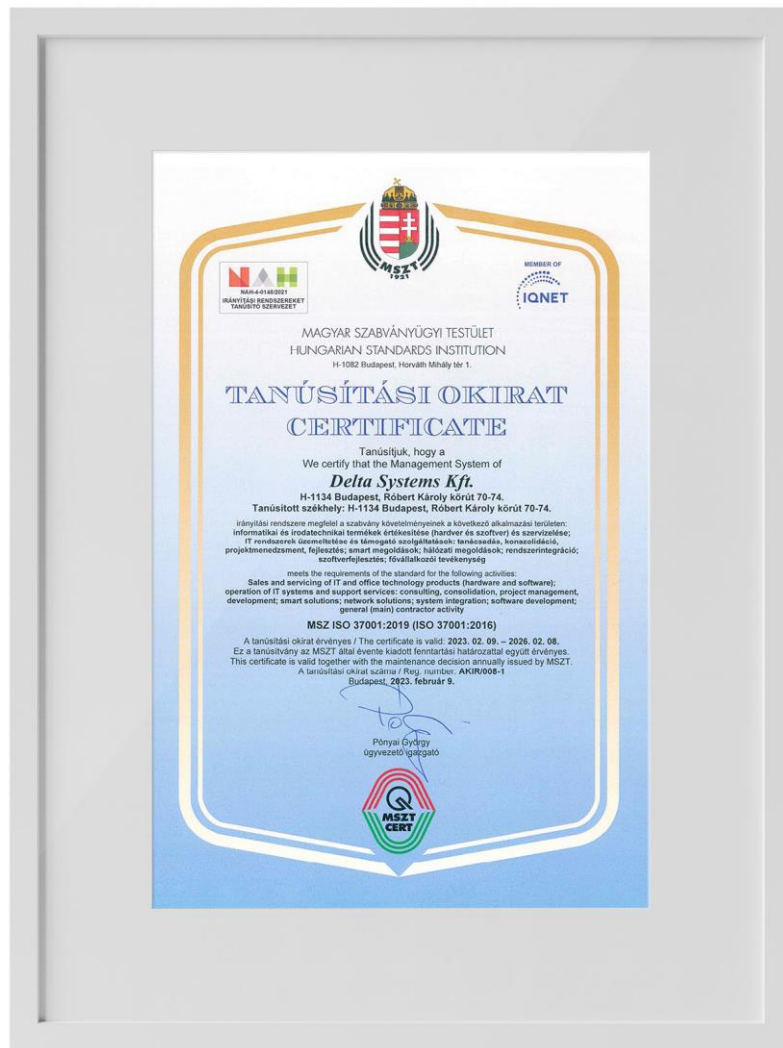 MSZT
1921
NAH
NAH-4-0146/2021
IRÁNYÍTÁSI RENDSZEREKET
TANÚSÍTÓ SZERVEZET
MEMBER OF
IQNET
MAGYAR SZABVÁNYÜGYI TESTÜLET
HUNGARIAN STANDARDS INSTITUTION
H-1082 Budapest, Horváth Mihály tér 1.
TANÚSÍTÁSI OKIRAT
CERTIFICATE
Tanúsítjuk, hogy a
We certify that the Management System of
Delta Systems Kft.
H-1134 Budapest, Róbert Károly körút 70-74.
Tanúsított székhely: H-1134 Budapest, Róbert Károly körút 70-74.
irányítási rendszere megfelel a szabvány követelményeinek a következő alkalmazási területen:
informatikai és irodatechnikai termékek értékesítése (hardver és szoftver) és szervizelése;
IT rendszerek üzemeltetése és támogató szolgáltatások: tanácsadás, konszolidáció,
projektmenedzsment, fejlesztés; smart megoldások; hálózati megoldások; rendszerintegráció;
szoftverfejlesztés; fővállalkozói tevékenység
meets the requirements of the standard for the following activities:
Sales and servicing of IT and office technology products (hardware and software);
operation of IT systems and support services: consulting, consolidation, project management,
development; smart solutions; network solutions; system integration; software development;
general (main) contractor activity
MSZ ISO 37001:2019 (ISO 37001:2016)
A tanúsítási okirat érvényes / The certificate is valid: 2023. 02. 09. – 2026. 02. 08.
Ez a tanúsítvány az MSZT által évente kiadott fenntartási határozattal együtt érvényes.
This certificate is valid together with the maintenance decision annually issued by MSZT.
A tanúsítási okirat száma / Reg. number: AKIR/008-1
Budapest, 2023. február 9.
Pónyai György
ügyvezető igazgató
Q
MSZT
CERT